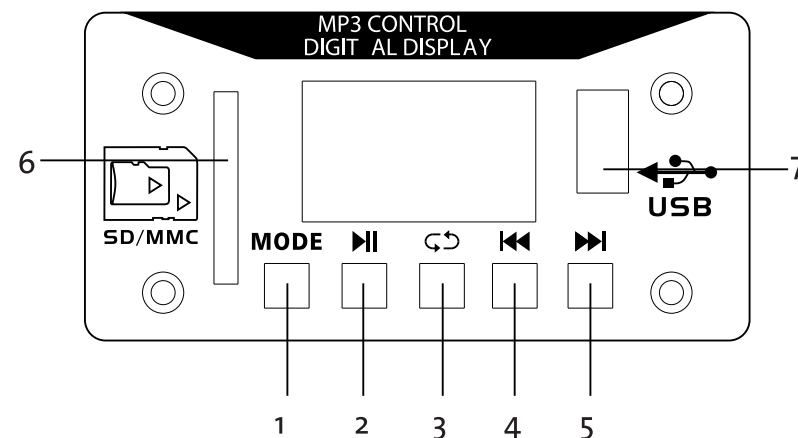 MP3 CONTROL
DIGIT AL DISPLAY
6
7
USB
SD/MMC
MODE
1 2 3 4 5